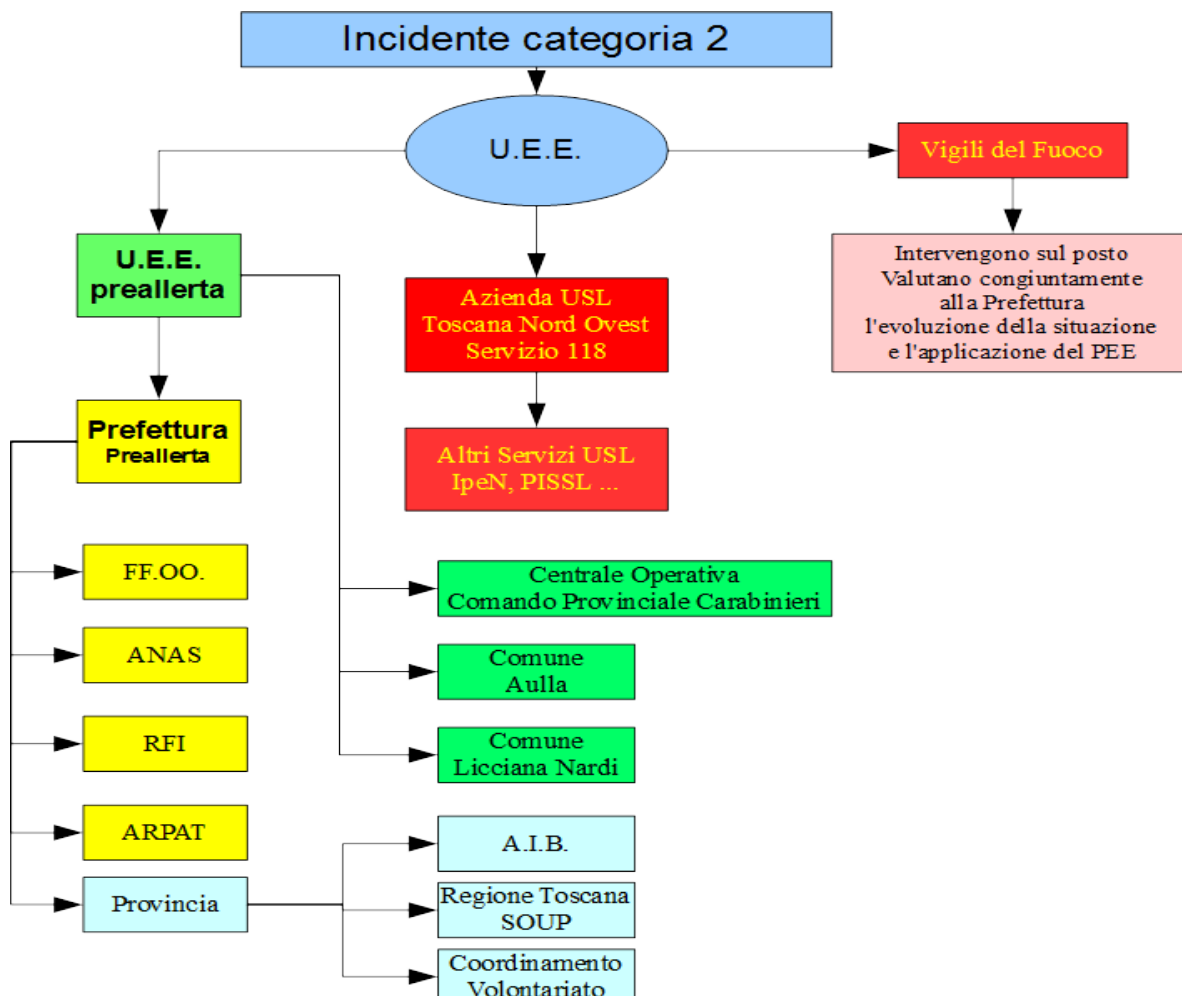 Incidente categoria 2
U.E.E.
Vigili del Fuoco
U.E.E.
preallerta
Intervengono sul posto
Valutano congiuntamente
alla Prefettura
l'evoluzione della situazione
e l'applicazione del PEE
Azienda USL
Toscana Nord Ovest
Servizio 118
Prefettura
Preallerta
Altri Servizi USL
IpeN, PISSL ...
FF.OO.
Centrale Operativa
Comando Provinciale Carabinieri
ANAS
Comune
Aulla
RFI
Comune
Licciana Nardi
ARPAT
A.I.B.
Provincia
Regione Toscana
SOUP
Coordinamento
Volontariato